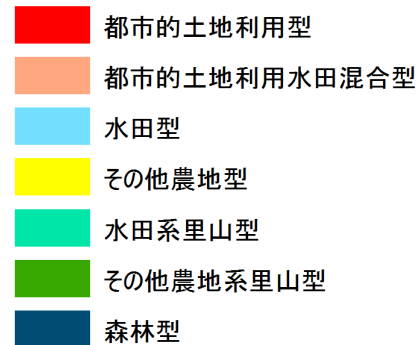 都市的土地利用型
都市的土地利用水田混合型
水田型
その他農地型
水田系里山型
その他農地系里山型
森林型